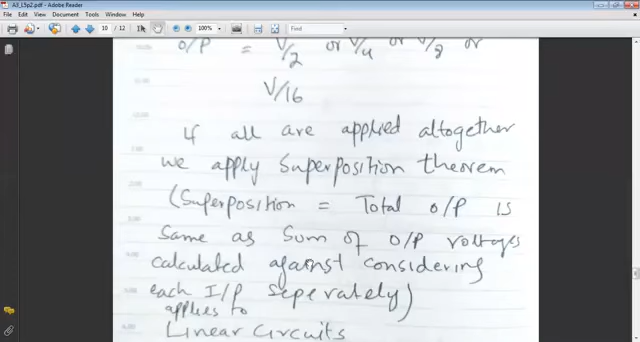 A3_L5p2.pdf - Adobe Reader
File Edit View Document Tools Window Help
10 / 12 100% Find
O/P = V/2 or V/4 or V/8 or
V/16
If all are applied altogether
we apply Superposition theorem
(Superposition = Total O/P is
Same as Sum of O/P voltages
calculated against considering
each I/P seperately)
applies to
Linear Circuits